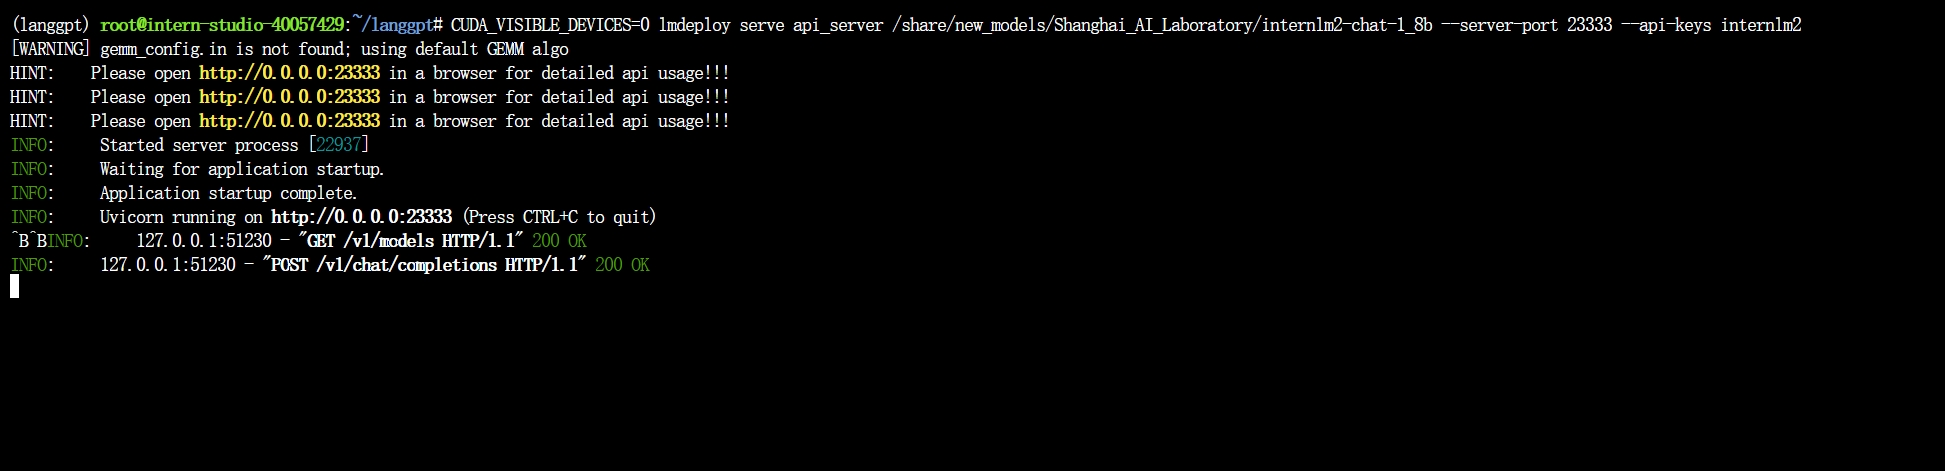 (langgpt) root@intern-studio-40057429:~/langgpt# CUDA_VISIBLE_DEVICES=0 lmdeploy serve api_server /share/new_models/Shanghai_AI_Laboratory/internlm2-chat-1_8b --server-port 23333 --api-keys internlm2
[WARNING] gemm_config.in is not found; using default GEMM algo
HINT:    Please open http://0.0.0.0:23333 in a browser for detailed api usage!!!
HINT:    Please open http://0.0.0.0:23333 in a browser for detailed api usage!!!
HINT:    Please open http://0.0.0.0:23333 in a browser for detailed api usage!!!
INFO:     Started server process [22937]
INFO:     Waiting for application startup.
INFO:     Application startup complete.
INFO:     Uvicorn running on http://0.0.0.0:23333 (Press CTRL+C to quit)
^B^BINFO:     127.0.0.1:51230 - "GET /v1/models HTTP/1.1" 200 OK
INFO:     127.0.0.1:51230 - "POST /v1/chat/completions HTTP/1.1" 200 OK